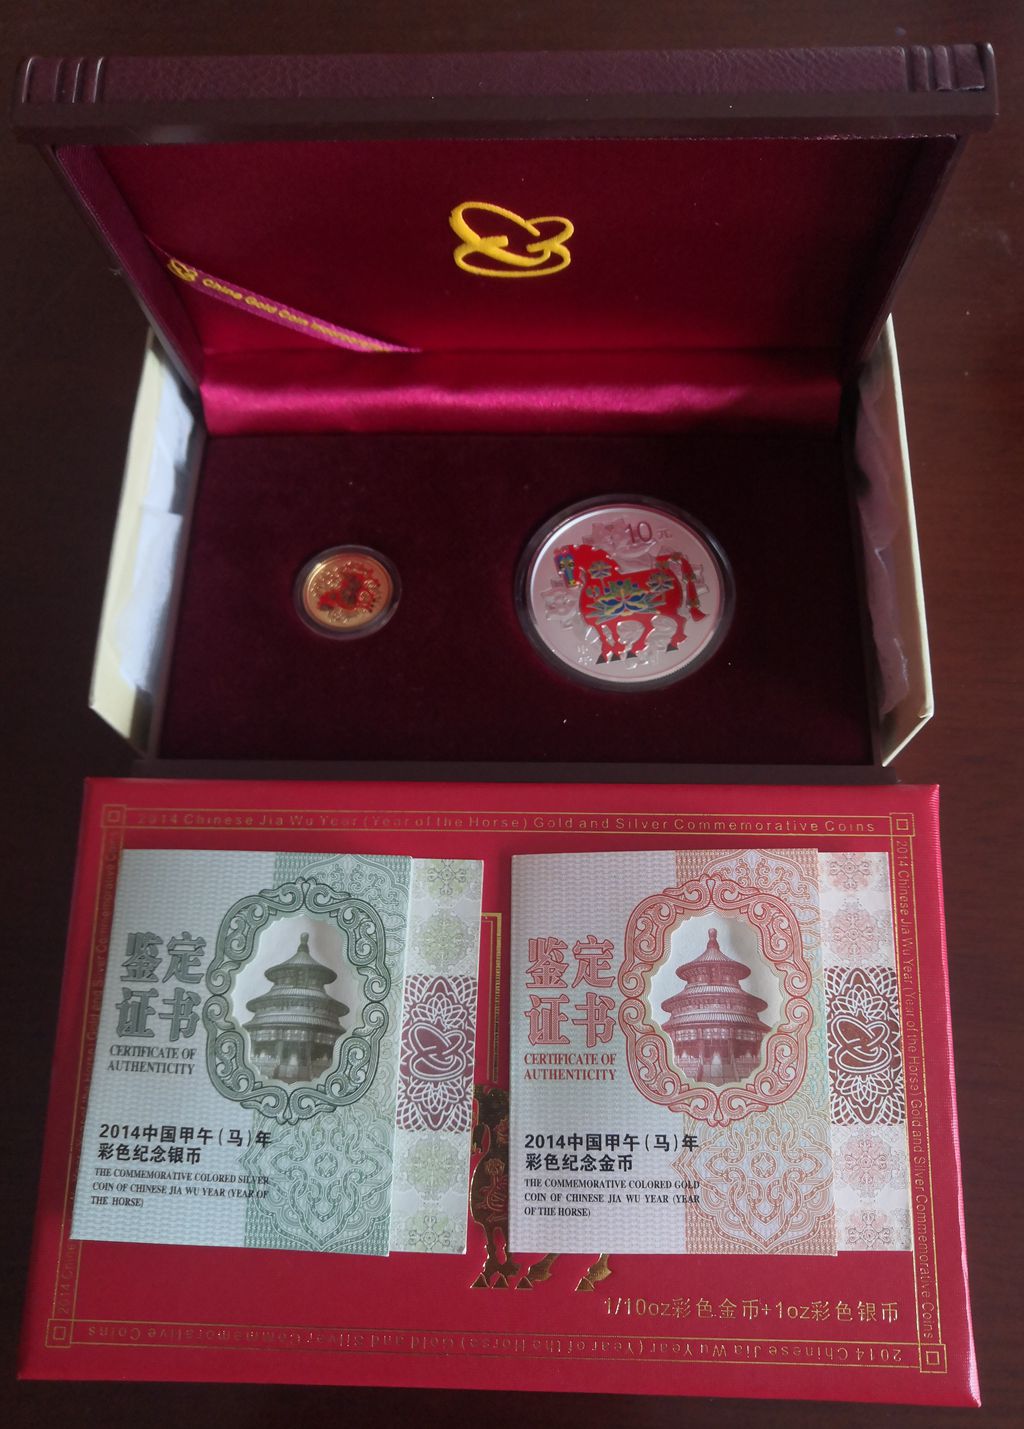 China Gold Coin Incorporation
10元
2014 Chinese Jia Wu Year (Year of the Horse) Gold and Silver Commemorative Coins
鉴定
证书
CERTIFICATE OF
AUTHENTICITY
2014中国甲午(马)年
彩色纪念银币
THE COMMEMORATIVE COLORED SILVER
COIN OF CHINESE JIA WU YEAR (YEAR OF
THE HORSE)
鉴定
证书
CERTIFICATE OF
AUTHENTICITY
2014中国甲午(马)年
彩色纪念金币
THE COMMEMORATIVE COLORED GOLD
COIN OF CHINESE JIA WU YEAR (YEAR
OF THE HORSE)
2014 Chinese Jia Wu Year (Year of the Horse) Gold and Silver Commemorative Coins
1/10oz彩色金币+1oz彩色银币
2014 Chinese Jia Wu Year (Year of the Horse) Gold and Silver Commemorative Coins